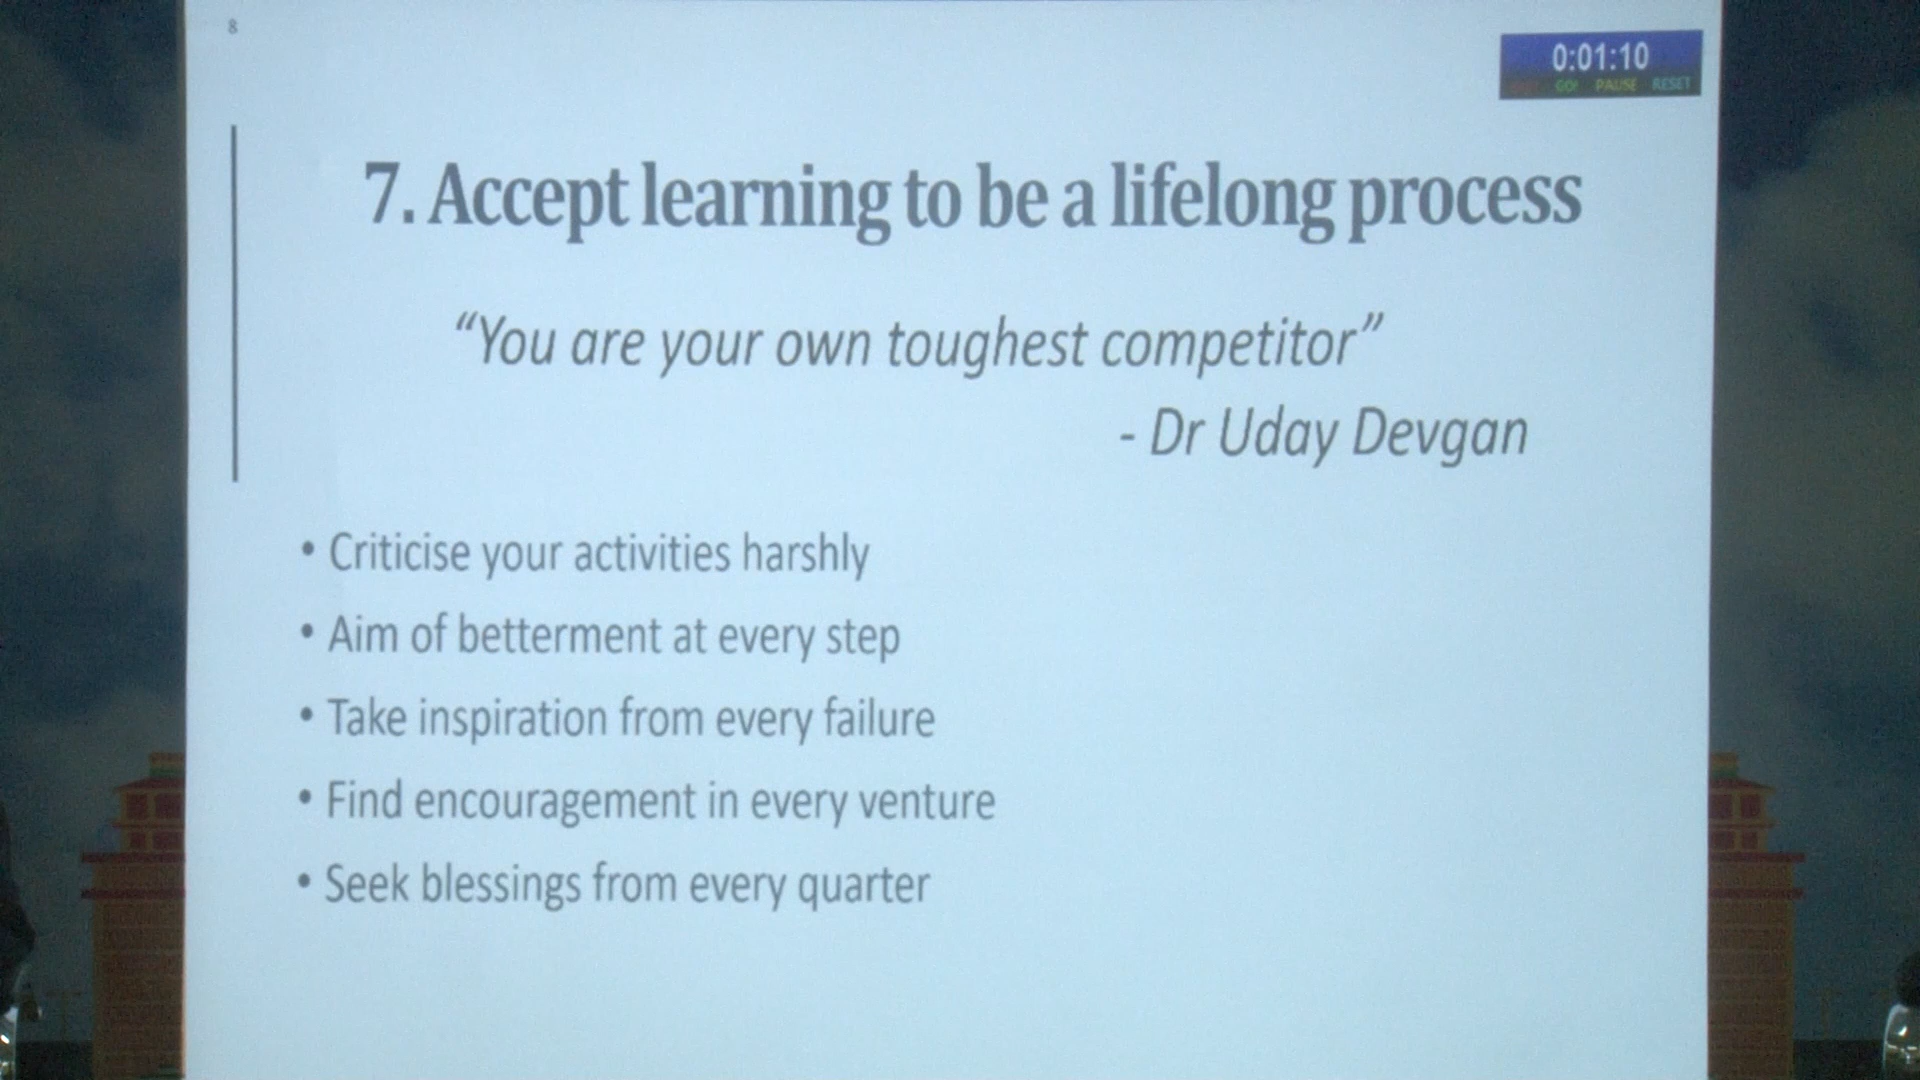 8
0:01:10
GO! PAUSE RESET
7. Accept learning to be a lifelong process
“You are your own toughest competitor”
- Dr Uday Devgan
• Criticise your activities harshly
• Aim of betterment at every step
• Take inspiration from every failure
• Find encouragement in every venture
• Seek blessings from every quarter